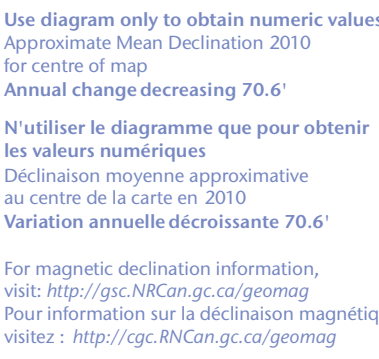 Use diagram only to obtain numeric values
Approximate Mean Declination 2010
for centre of map
Annual change decreasing 70.6'
N'utiliser le diagramme que pour obtenir
les valeurs numériques
Déclinaison moyenne approximative
au centre de la carte en 2010
Variation annuelle décroissante 70.6'
For magnetic declination information,
visit: http://gsc.NRCan.gc.ca/geomag
Pour information sur la déclinaison magnétiq
visitez : http://cgc.RNCan.gc.ca/geomag